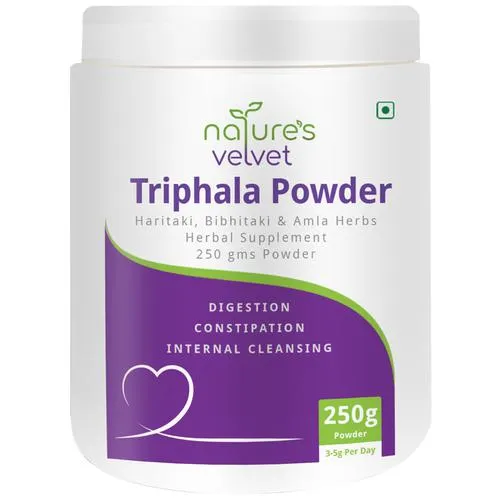 nature's
velvet
Triphala Powder
Haritaki, Bibhitaki & Amla Herbs
Herbal Supplement
250 gms Powder
DIGESTION
CONSTIPATION
INTERNAL CLEANSING
250g
Powder
3-5g Per Day